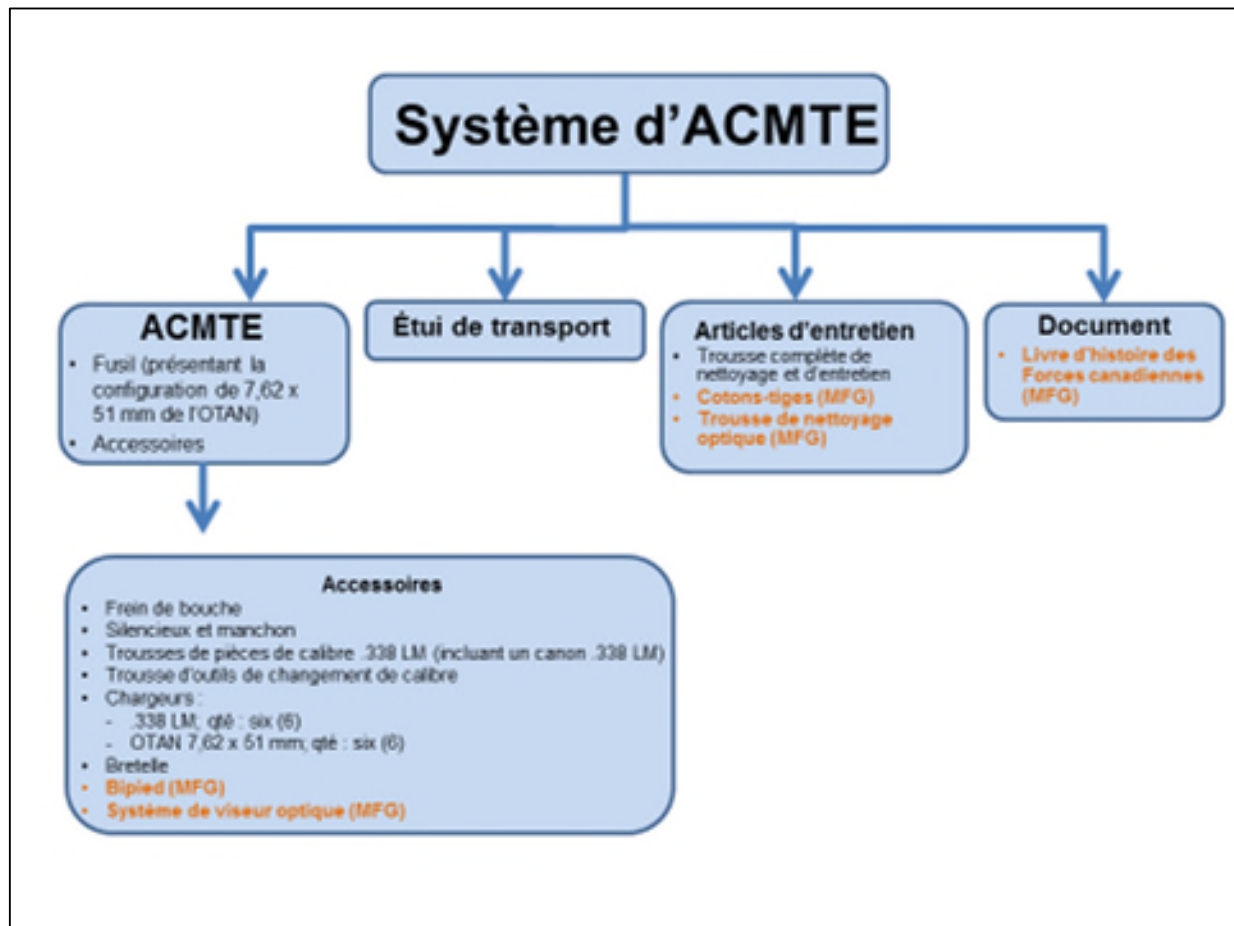 Système d'ACMTE
ACMTE
• Fusil (présentant la
configuration de 7,62 x
51 mm de l'OTAN)
• Accessoires
Étui de transport
Articles d'entretien
• Trousse complète de
nettoyage et d'entretien
• Cotons-tiges (MFG)
• Trousse de nettoyage
optique (MFG)
Document
• Livre d'histoire des
Forces canadiennes
(MFG)
Accessoires
• Frein de bouche
• Silencieux et manchon
• Trousses de pièces de calibre .338 LM (incluant un canon .338 LM)
• Trousse d'outils de changement de calibre
• Chargeurs :
- .338 LM; qté : six (6)
- OTAN 7,62 x 51 mm; qté : six (6)
• Bretelle
• Bipied (MFG)
• Système de viseur optique (MFG)